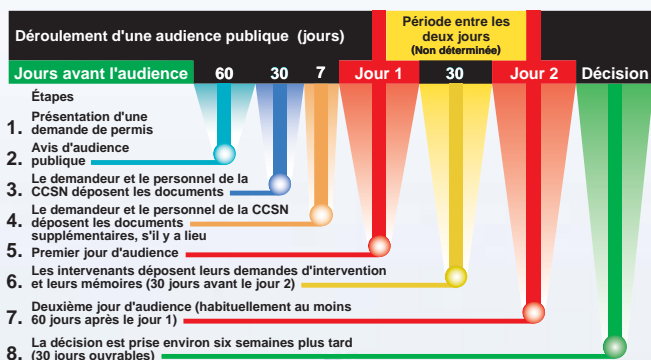 Déroulement d'une audience publique (jours)
Période entre les
deux jours
(Non déterminée)
Jours avant l'audience 60 30 7 Jour 1 30 Jour 2 Décision
Étapes
1. Présentation d'une
demande de permis
2. Avis d'audience
publique
3. Le demandeur et le personnel de la
CCSN déposent les documents
4. Le demandeur et le personnel de la CCSN
déposent les documents
supplémentaires, s'il y a lieu
5. Premier jour d'audience
6. Les intervenants déposent leurs demandes d'intervention
et leurs mémoires (30 jours avant le jour 2)
7. Deuxième jour d'audience (habituellement au moins
60 jours après le jour 1)
8. La décision est prise environ six semaines plus tard
(30 jours ouvrables)